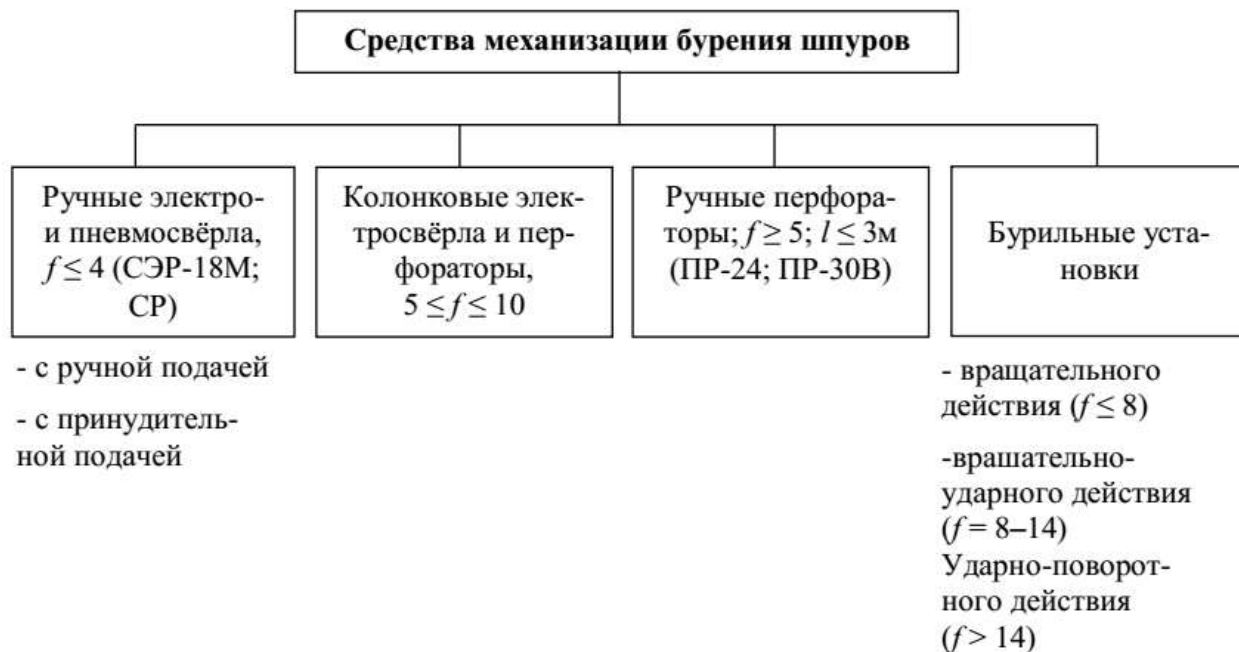 Средства механизации бурения шпуров
Ручные электро-
и пневмосвёрла,
f ≤ 4 (СЭР-18М;
СР)
- с ручной подачей
- с принудитель-
ной подачей
Колонковые элек-
тросвёрла и пер-
фораторы,
5 ≤ f ≤ 10
Ручные перфора-
торы; f ≥ 5; l ≤ 3м
(ПР-24; ПР-30В)
Бурильные уста-
новки
- вращательного
действия (f ≤ 8)
-врашательно-
ударного действия
(f = 8–14)
Ударно-поворот-
ного действия
(f > 14)